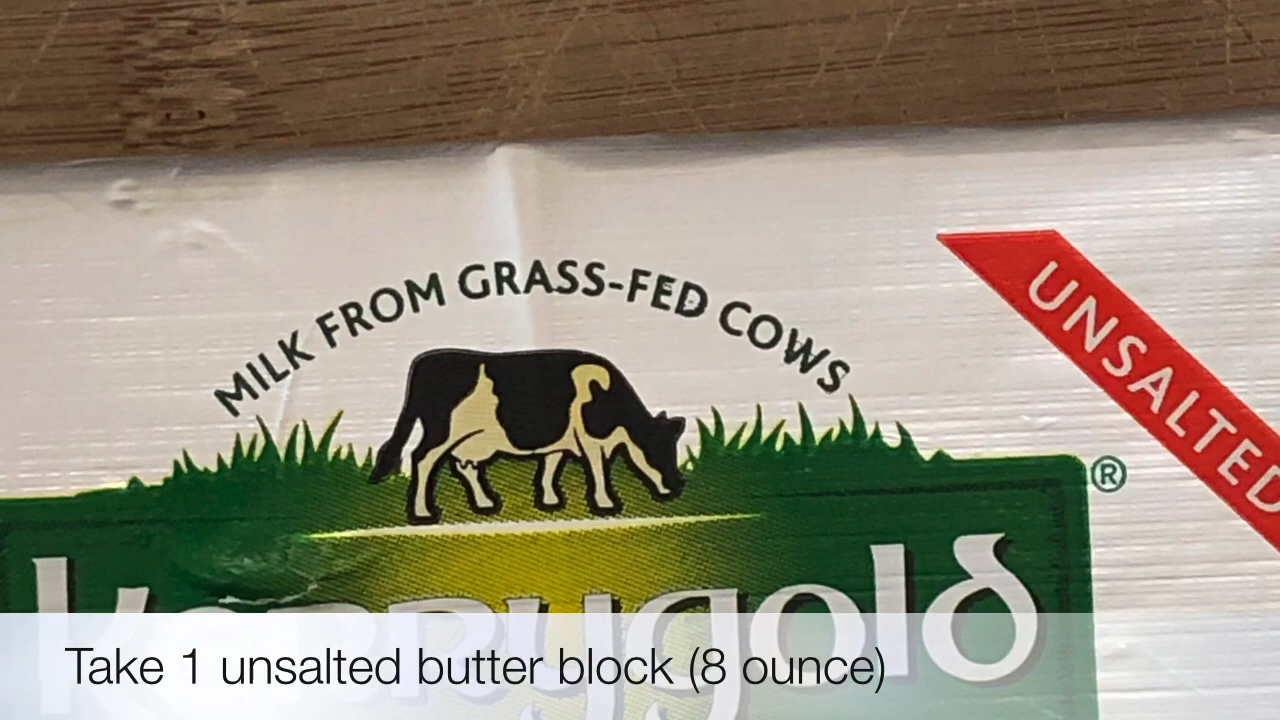 MILK FROM GRASS-FED COWS
UNSALTED
kerrygold®
Take 1 unsalted butter block (8 ounce)